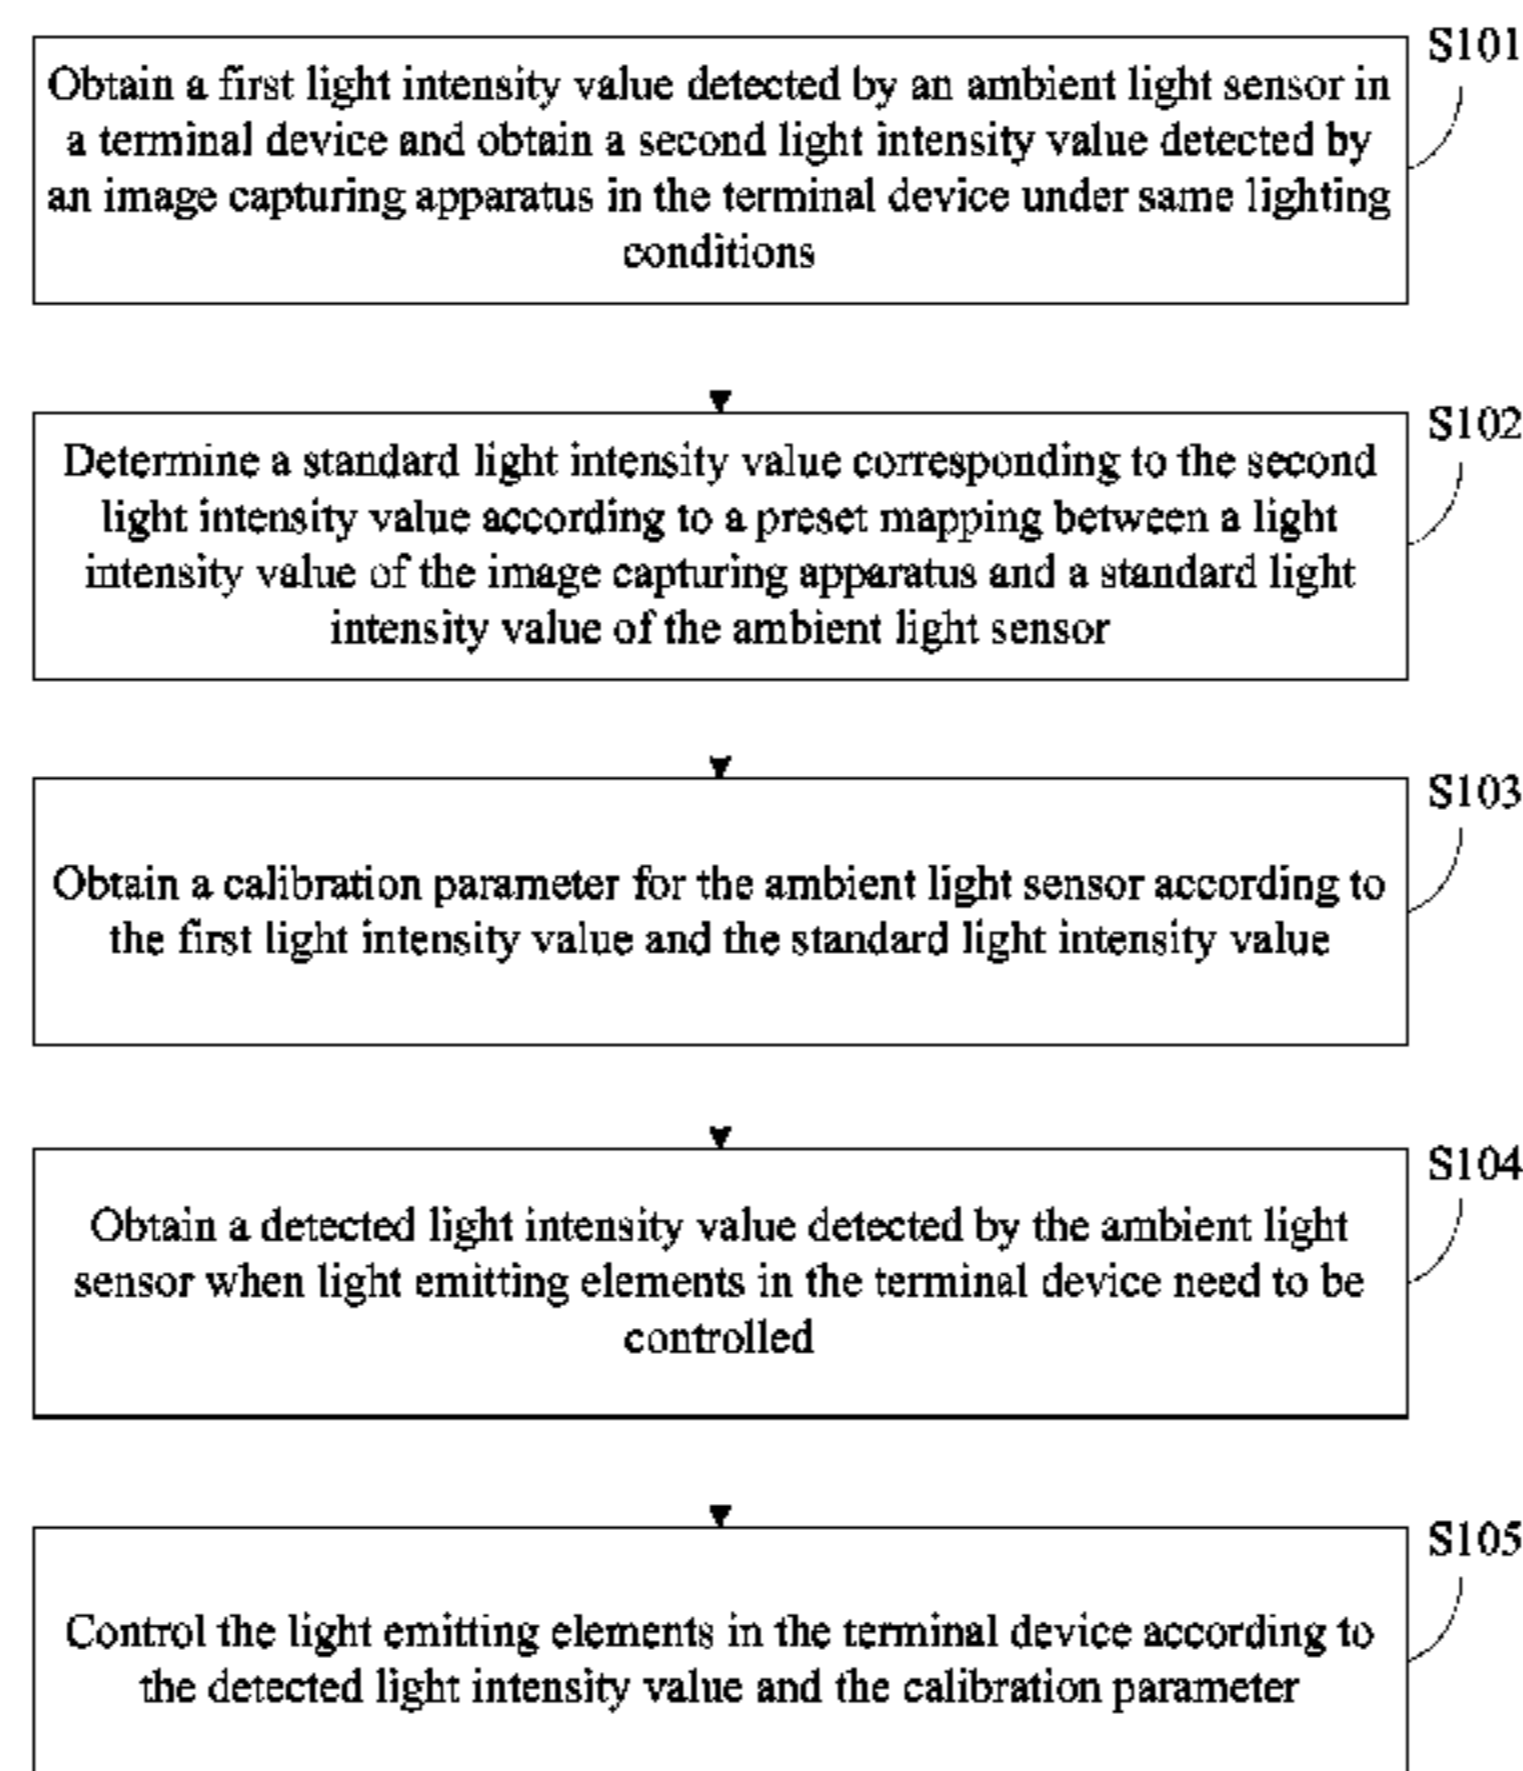 S101
Obtain a first light intensity value detected by an ambient light sensor in
a terminal device and obtain a second light intensity value detected by
an image capturing apparatus in the terminal device under same lighting
conditions
S102
Determine a standard light intensity value corresponding to the second
light intensity value according to a preset mapping between a light
intensity value of the image capturing apparatus and a standard light
intensity value of the ambient light sensor
S103
Obtain a calibration parameter for the ambient light sensor according to
the first light intensity value and the standard light intensity value
S104
Obtain a detected light intensity value detected by the ambient light
sensor when light emitting elements in the terminal device need to be
controlled
S105
Control the light emitting elements in the terminal device according to
the detected light intensity value and the calibration parameter